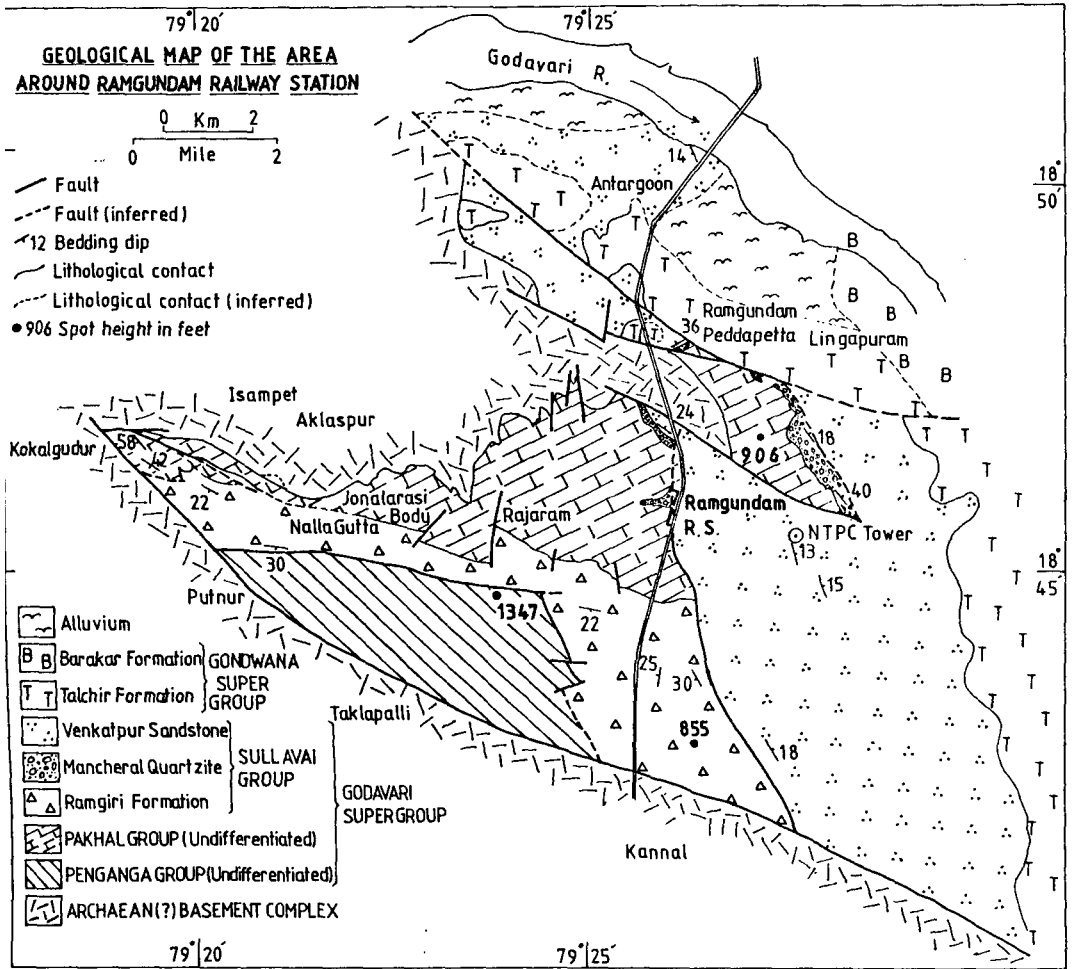 79° 20'
79° 25'
GEOLOGICAL MAP OF THE AREA
AROUND RAMGUNDAM RAILWAY STATION
0 Km 2
0 Mile 2
Fault
Fault (inferred)
12 Bedding dip
Lithological contact
Lithological contact (inferred)
906 Spot height in feet
Godavari R.
14
18° 50'
Antargoon
Ramgundam
36
Peddapetta
Lingapuram
Isampet
Aklaspur
24
Kokalgudur
58
12
906
18
40
22
Jonalarasi
Body
Nalla Gutta
Rajaram
Ramgundam
R.S.
NTPC Tower
13
15
18° 45'
30
Putnur
1347
22
25
30
855
18
Taklapalli
Kannal
Alluvium
B B Barakar Formation
T T Talchir Formation
GONDWANA
SUPER
GROUP
Venkatpur Sandstone
Mancheral Quartzite
Ramgiri Formation
SULLAVAI
GROUP
PAKHAL GROUP (Undifferentiated)
PENGANGA GROUP (Undifferentiated)
GODAVARI
SUPERGROUP
ARCHAEAN(?) BASEMENT COMPLEX
79° 20'
79° 25'